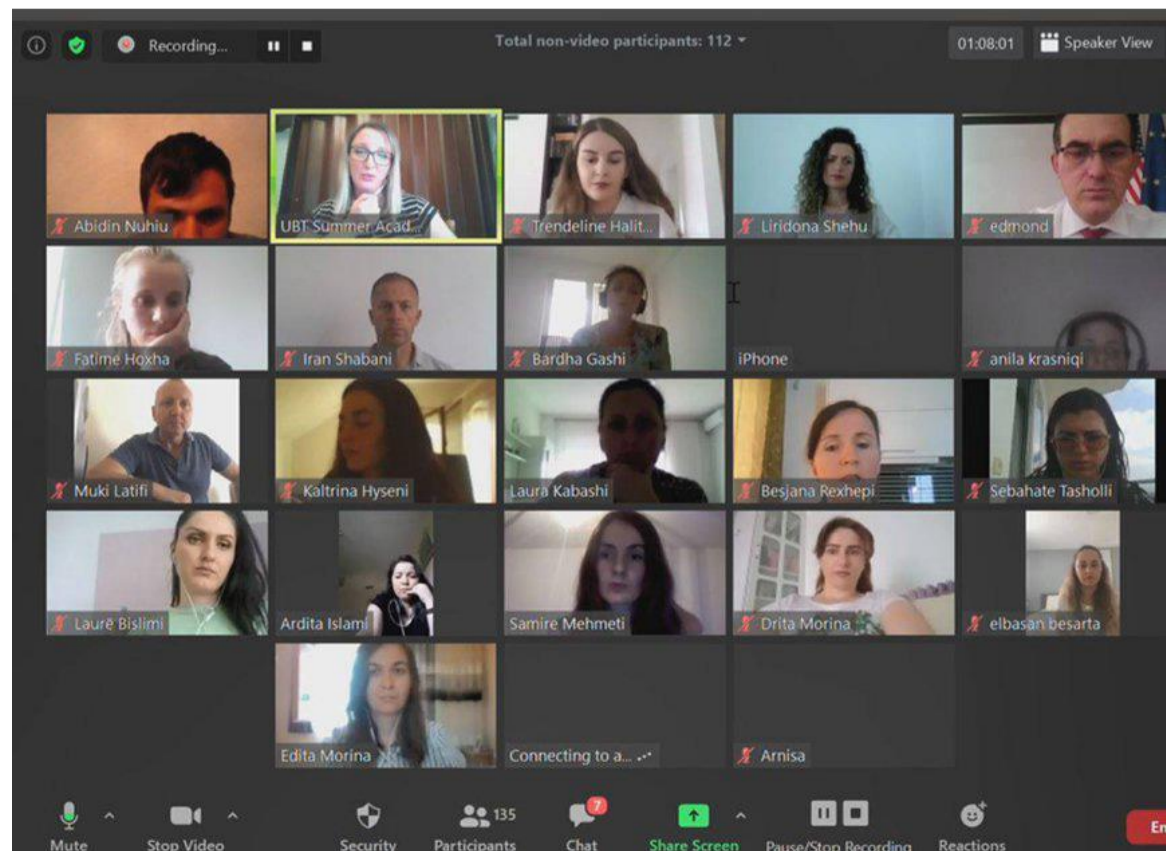 Recording...
Total non-video participants: 112
01:08:01
Speaker View
Abidin Nuhiu
UBT Summer Acad...
Trendeline Halit...
Liridona Shehu
edmond
Fatime Hoxha
Iran Shabani
Bardha Gashi
iPhone
anila krasniqi
Muki Latifi
Kaltrina Hyseni
Laura Kabashi
Besjana Rexhepi
Sebahate Tasholli
Laurë Bislimi
Ardita Islami
Samire Mehmeti
Drita Morina
elbasan besarta
Edita Morina
Connecting to a...
Arnisa
Mute
Stop Video
Security
135
Participants
7
Chat
Share Screen
Pause/Stop Recording
Reactions
En